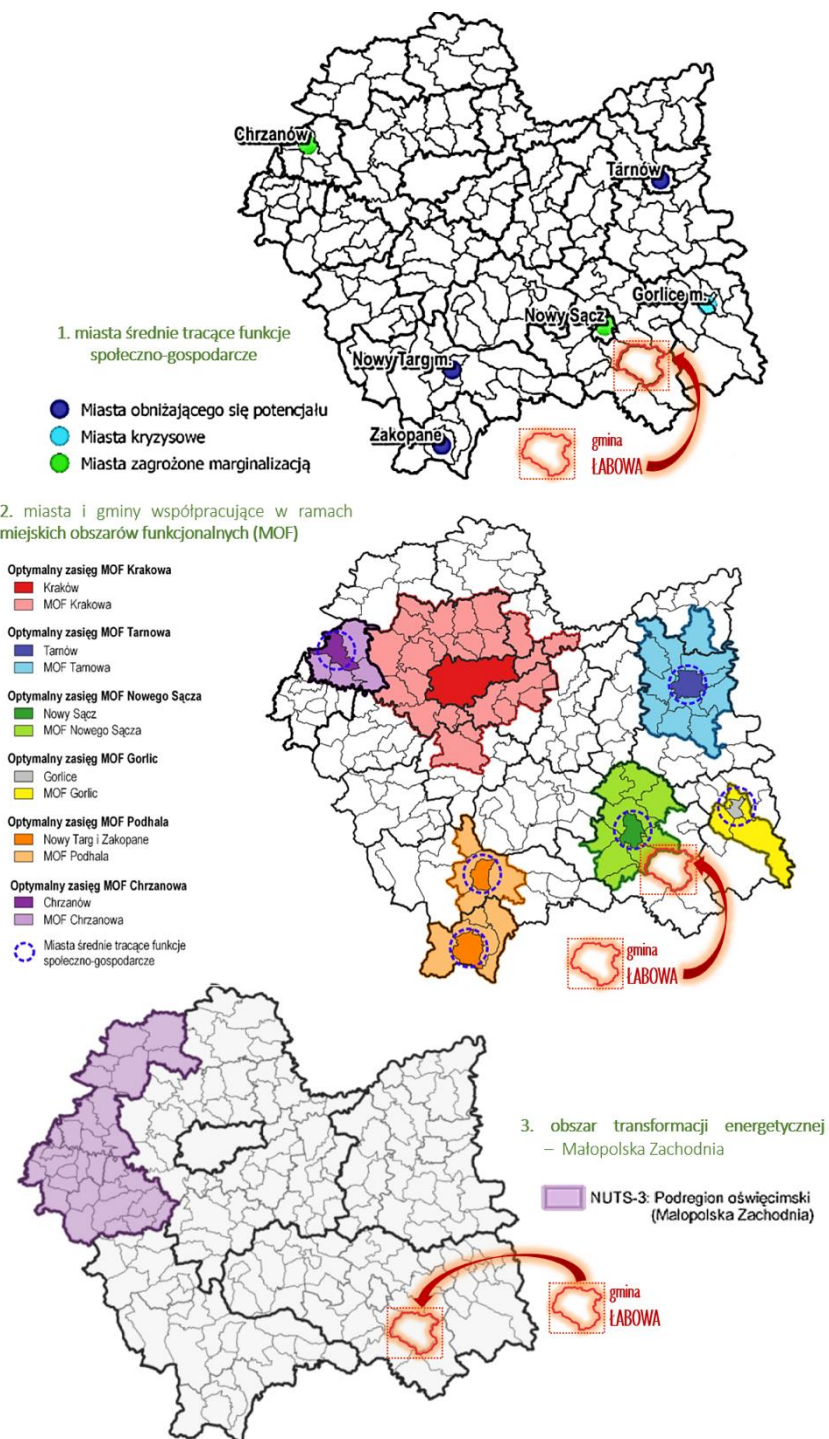 Chrzanów
Tarnów
Gorlice m.
Nowy Sącz
1. miasta średnie tracące funkcje
społeczno-gospodarcze
Nowy Targ m.
Miasta obniżającego się potencjału
Miasta kryzysowe
Miasta zagrożone marginalizacją
Zakopane
gmina
ŁABOWA
2. miasta i gminy współpracujące w ramach
miejskich obszarów funkcjonalnych (MOF)
Optymalny zasięg MOF Krakowa
Kraków
MOF Krakowa
Optymalny zasięg MOF Tarnowa
Tarnów
MOF Tarnowa
Optymalny zasięg MOF Nowego Sącza
Nowy Sącz
MOF Nowego Sącza
Optymalny zasięg MOF Gorlic
Gorlice
MOF Gorlic
Optymalny zasięg MOF Podhala
Nowy Targ i Zakopane
MOF Podhala
Optymalny zasięg MOF Chrzanowa
Chrzanów
MOF Chrzanowa
Miasta średnie tracące funkcje
społeczno-gospodarcze
gmina
ŁABOWA
3. obszar transformacji energetycznej
– Małopolska Zachodnia
NUTS-3: Podregion oświęcimski
(Malopolska Zachodnia)
gmina
ŁABOWA